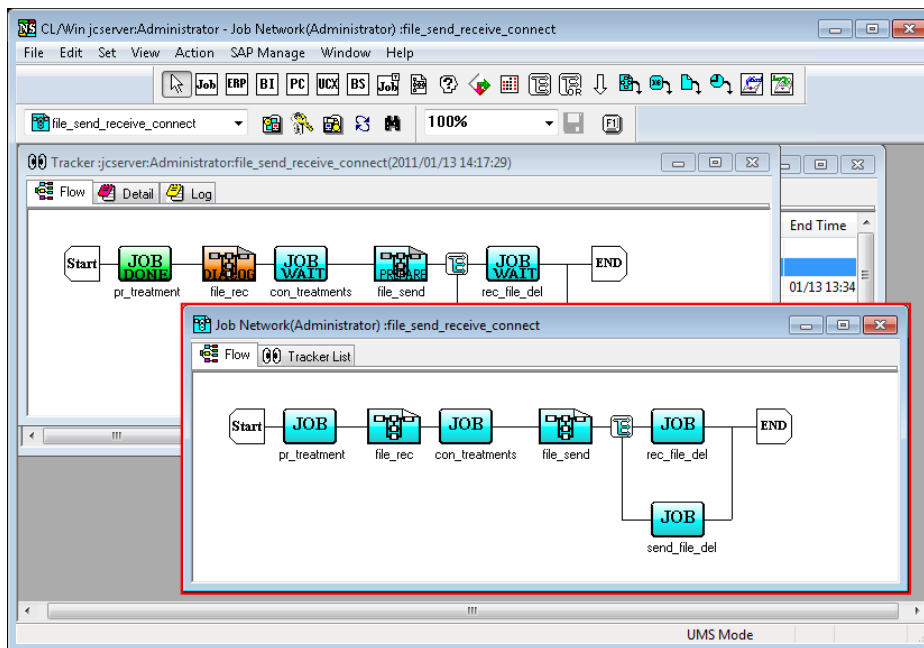 NS CL/Win jcserver:Administrator - Job Network(Administrator) :file_send_receive_connect
File Edit Set View Action SAP Manage Window Help
Job ERP BI PC UCX BS Job
file_send_receive_connect 100% F1
Tracker :jcserver:Administrator:file_send_receive_connect(2011/01/13 14:17:29)
Flow Detail Log
End Time
01/13 13:34
Start JOB DONE DIALOG JOB WAIT PREPARE JOB WAIT END
pr_treatment file_rec con_treatments file_send rec_file_del
Job Network(Administrator) :file_send_receive_connect
Flow Tracker List
Start JOB JOB JOB END
pr_treatment file_rec con_treatments file_send rec_file_del
JOB
send_file_del
UMS Mode